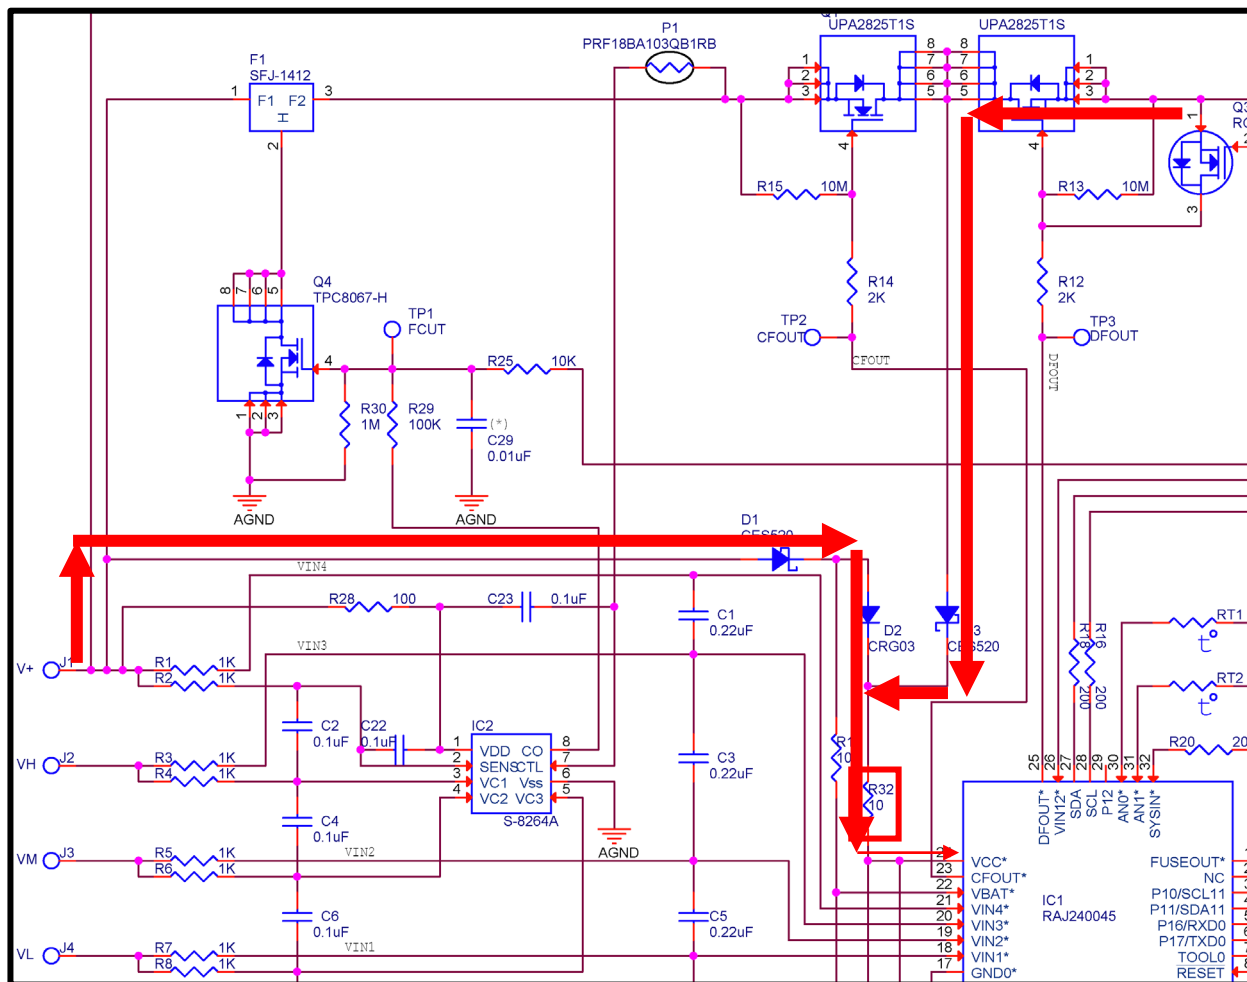 P1
PRF18BA103QB1RB
UPA2825T1S
UPA2825T1S
F1
SFJ-1412
1
F1 F2
3
2
1
2
3
8
7
6
5
4
8
7
6
5
1
2
3
4
1
2
3
R15
10M
R13
10M
R14
2K
R12
2K
TP2
CFOUT
CFOUT
TP3
DFOUT
DFOUT
Q4
TPC8067-H
8
7
6
5
4
1
2
3
TP1
FCUT
R25
10K
R30
1M
R29
100K
(*)
C29
0.01uF
AGND
AGND
D1
CES520
VIN4
R28
100
C23
0.1uF
C1
0.22uF
D2
CRG03
VIN3
V+
J1
R1
1K
R2
1K
C2
0.1uF
C22
0.1uF
IC2
1
2
3
4
VDD
SENS
VC1
VC2
CO
CTL
Vss
VC3
8
7
6
5
S-8264A
C3
0.22uF
VH
J2
R3
1K
R4
1K
C4
0.1uF
AGND
R32
10
R16
200
200
RT1
t°
RT2
t°
R20
VM
J3
R5
1K
R6
1K
VIN2
C6
0.1uF
C5
0.22uF
VL
J4
R7
1K
R8
1K
VIN1
25
26
27
28
29
30
31
32
DFOUT*
VIN12*
SDA
SCL
P12
AN0*
AN1*
SYSIN*
23
22
21
20
19
18
17
VCC*
CFOUT*
VBAT*
VIN4*
VIN3*
VIN2*
VIN1*
GND0*
IC1
RAJ240045
FUSEOUT*
NC
P10/SCL11
P11/SDA11
P16/RXD0
P17/TXD0
TOOL0
RESET